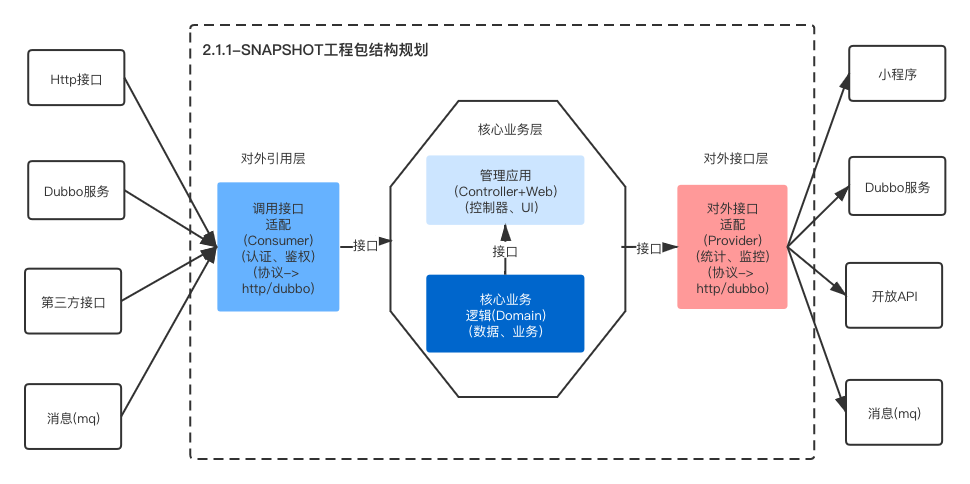 2.1.1-SNAPSHOT工程包结构规划
Http接口
Dubbo服务
第三方接口
消息(mq)
对外引用层
调用接口
适配
(Consumer)
(认证、鉴权)
(协议->
http/dubbo)
接口
核心业务层
管理应用
(Controller+Web)
(控制器、UI)
接口
核心业务
逻辑(Domain)
(数据、业务)
接口
对外接口层
对外接口
适配
(Provider)
(统计、监控)
(协议->
http/dubbo)
小程序
Dubbo服务
开放API
消息(mq)